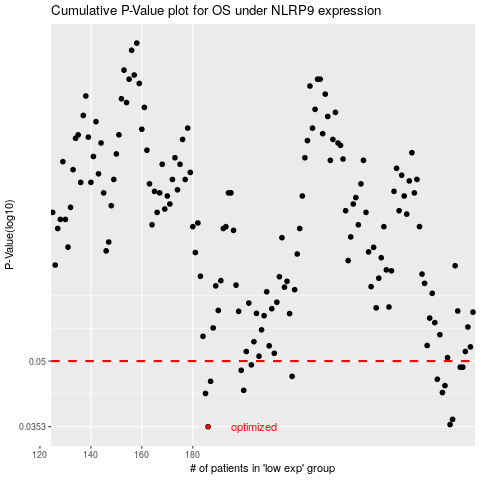 Cumulative P-Value plot for OS under NLRP9 expression
P-Value(log10)
0.05
0.0353
optimized
120 140 160 180
# of patients in 'low exp' group